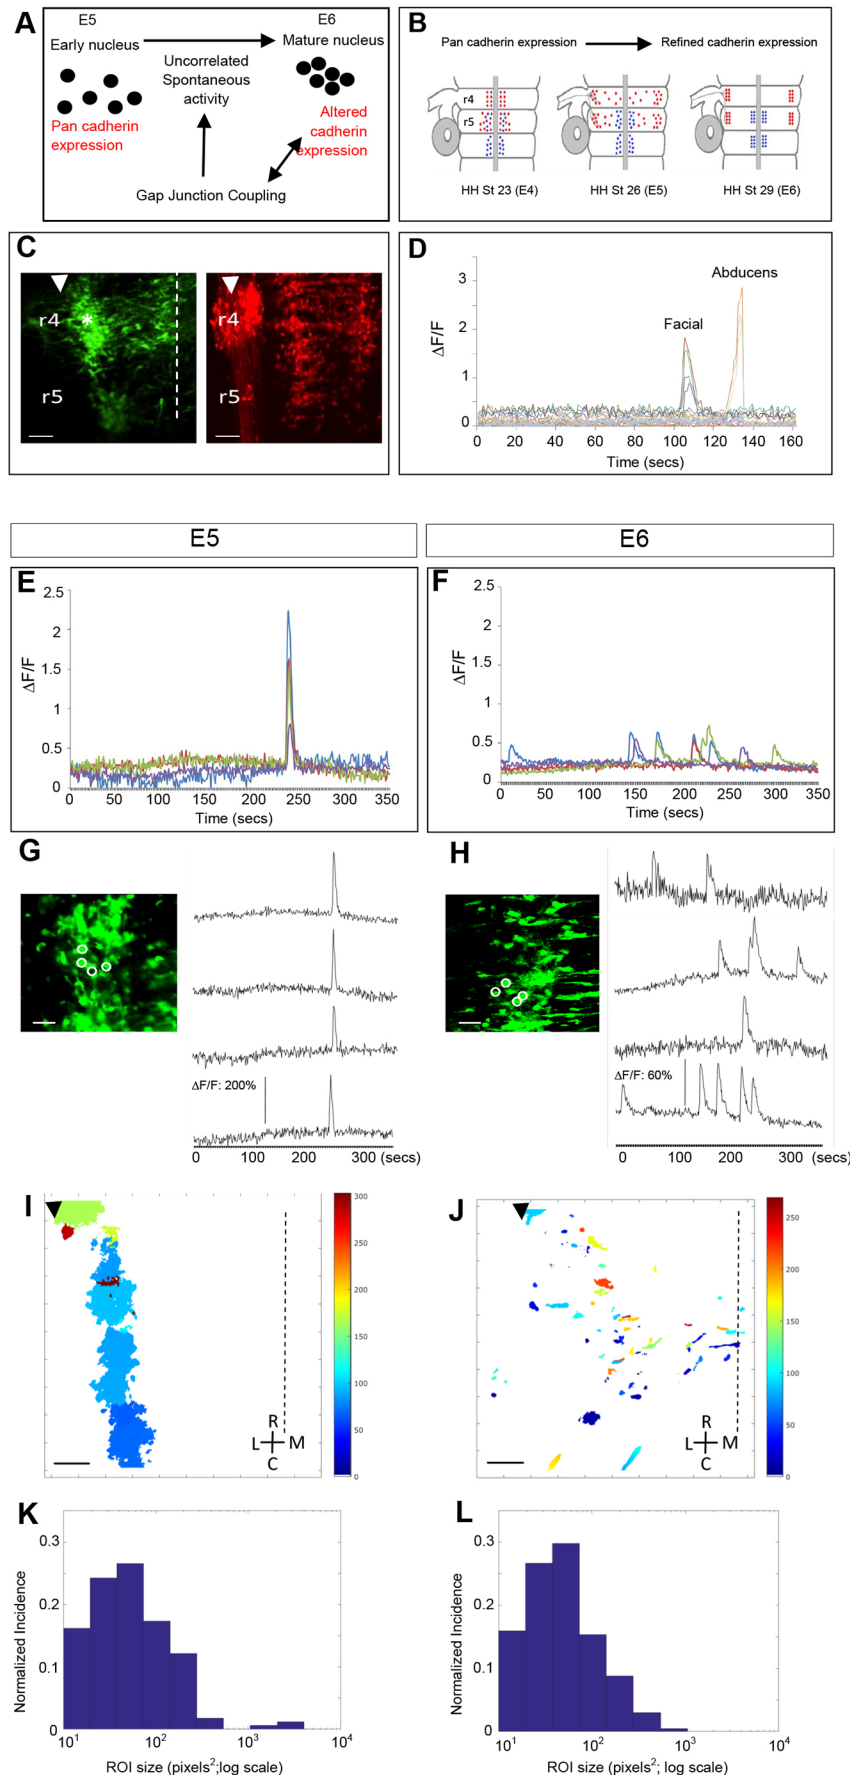 A
E5
E6
Early nucleus
Mature nucleus
Uncorrelated
Spontaneous
activity
Pan cadherin
expression
Altered
cadherin
expression
Gap Junction Coupling
B
Pan cadherin expression
Refined cadherin expression
r4
r5
HH St 23 (E4)
HH St 26 (E5)
HH St 29 (E6)
C
r4
*
r5
r4
r5
D
3
2
1
0
ΔF/F
Facial
Abducens
0 20 40 60 80 100 120 140 160
Time (secs)
E5
E6
E
2.5
2
1.5
1
0.5
0
ΔF/F
0 50 100 150 200 250 300 350
Time (secs)
F
2.5
2
1.5
1
0.5
0
ΔF/F
0 50 100 150 200 250 300 350
Time (secs)
G
ΔF/F: 200%
0 100 200 300 (secs)
H
ΔF/F: 60%
0 100 200 300 (secs)
I
300
250
200
150
100
50
0
R
L M
C
J
250
200
150
100
50
0
R
L M
C
K
0.3
0.2
0.1
0
Normalized Incidence
10¹ 10² 10³ 10⁴
ROI size (pixels²;log scale)
L
0.3
0.2
0.1
0
Normalized Incidence
10¹ 10² 10³ 10⁴
ROI size (pixels²; log scale)